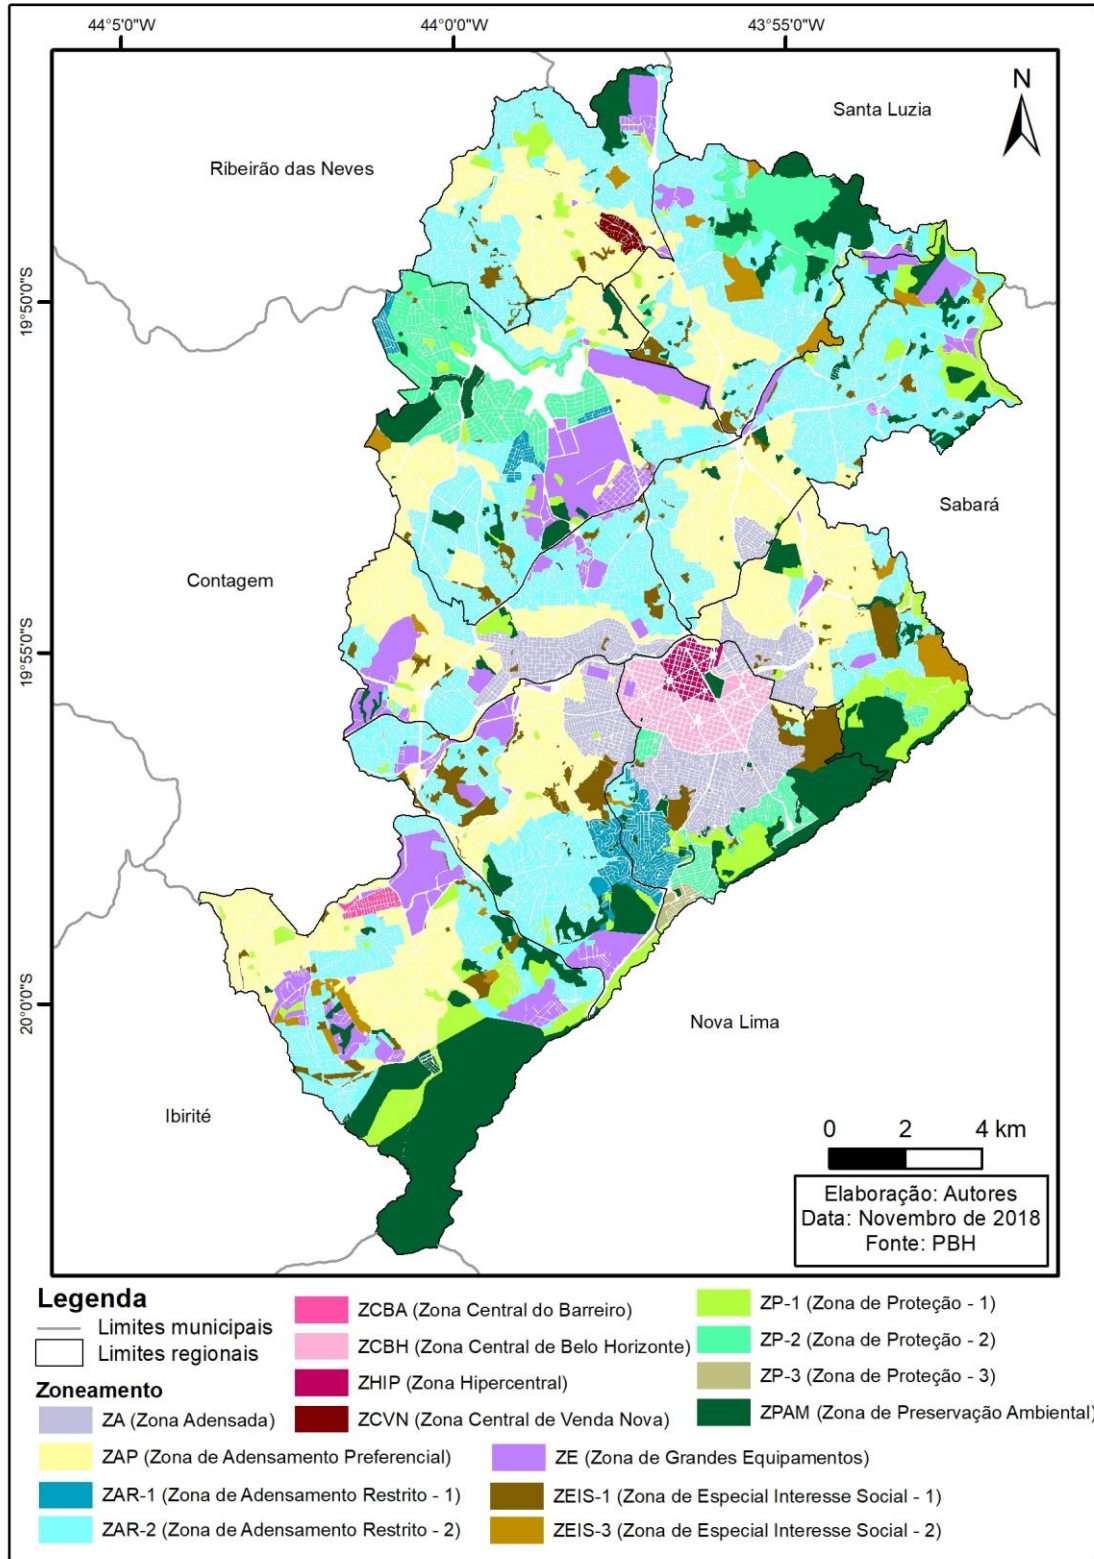 44°5'0"W
44°0'0"W
43°55'0"W
N
Santa Luzia
Ribeirão das Neves
19°50'0"S
Sabará
Contagem
19°55'0"S
20°0'0"S
Nova Lima
Ibirité
0 2 4 km
Elaboração: Autores
Data: Novembro de 2018
Fonte: PBH
Legenda
Limites municipais
Limites regionais
Zoneamento
ZA (Zona Adensada)
ZAP (Zona de Adensamento Preferencial)
ZAR-1 (Zona de Adensamento Restrito - 1)
ZAR-2 (Zona de Adensamento Restrito - 2)
ZCBA (Zona Central do Barreiro)
ZCBH (Zona Central de Belo Horizonte)
ZHIP (Zona Hipercentral)
ZCVN (Zona Central de Venda Nova)
ZE (Zona de Grandes Equipamentos)
ZEIS-1 (Zona de Especial Interesse Social - 1)
ZEIS-3 (Zona de Especial Interesse Social - 2)
ZP-1 (Zona de Proteção - 1)
ZP-2 (Zona de Proteção - 2)
ZP-3 (Zona de Proteção - 3)
ZPAM (Zona de Preservação Ambiental)